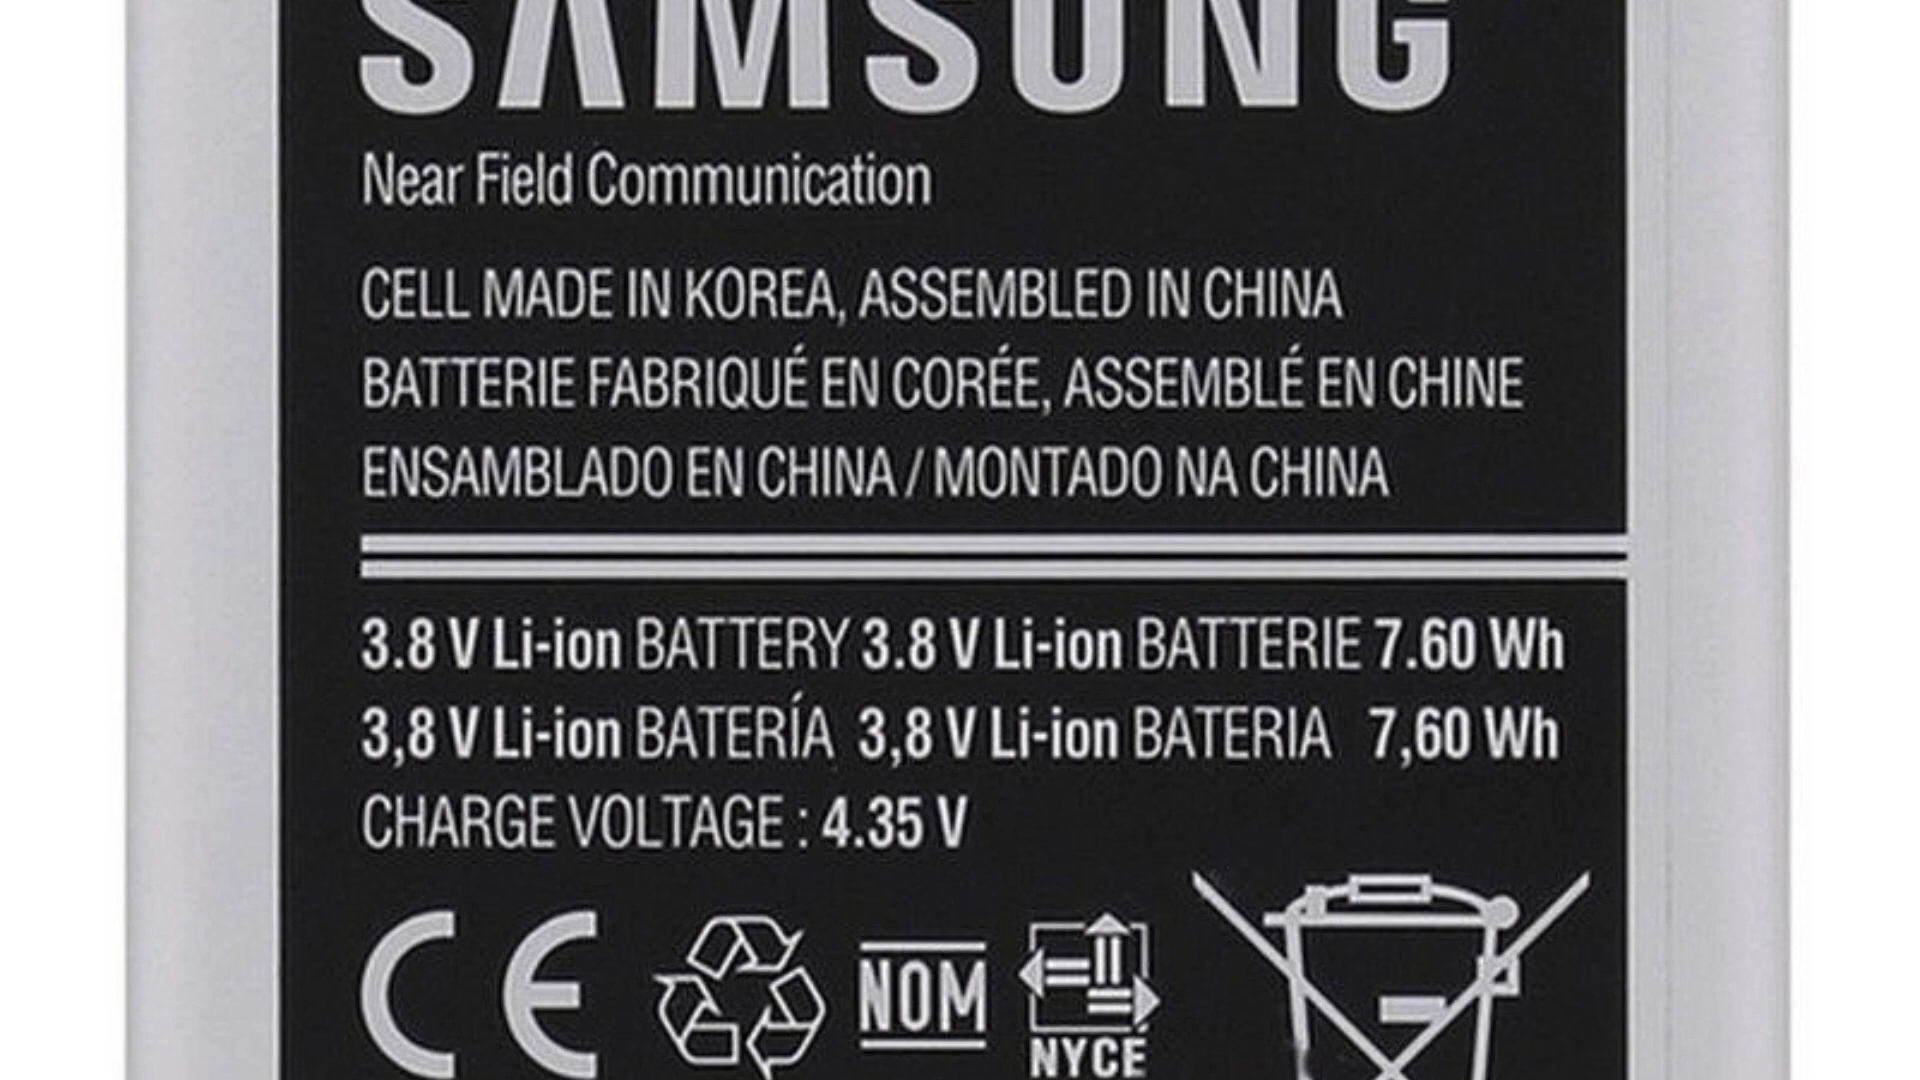 SAMSUNG
Near Field Communication
CELL MADE IN KOREA, ASSEMBLED IN CHINA
BATTERIE FABRIQUÉ EN CORÉE, ASSEMBLÉ EN CHINE
ENSAMBLADO EN CHINA / MONTADO NA CHINA
3.8 V Li-ion BATTERY 3.8 V Li-ion BATTERIE 7.60 Wh
3,8 V Li-ion BATERÍA 3,8 V Li-ion BATERIA 7,60 Wh
CHARGE VOLTAGE : 4.35 V
CE NOM NYCE